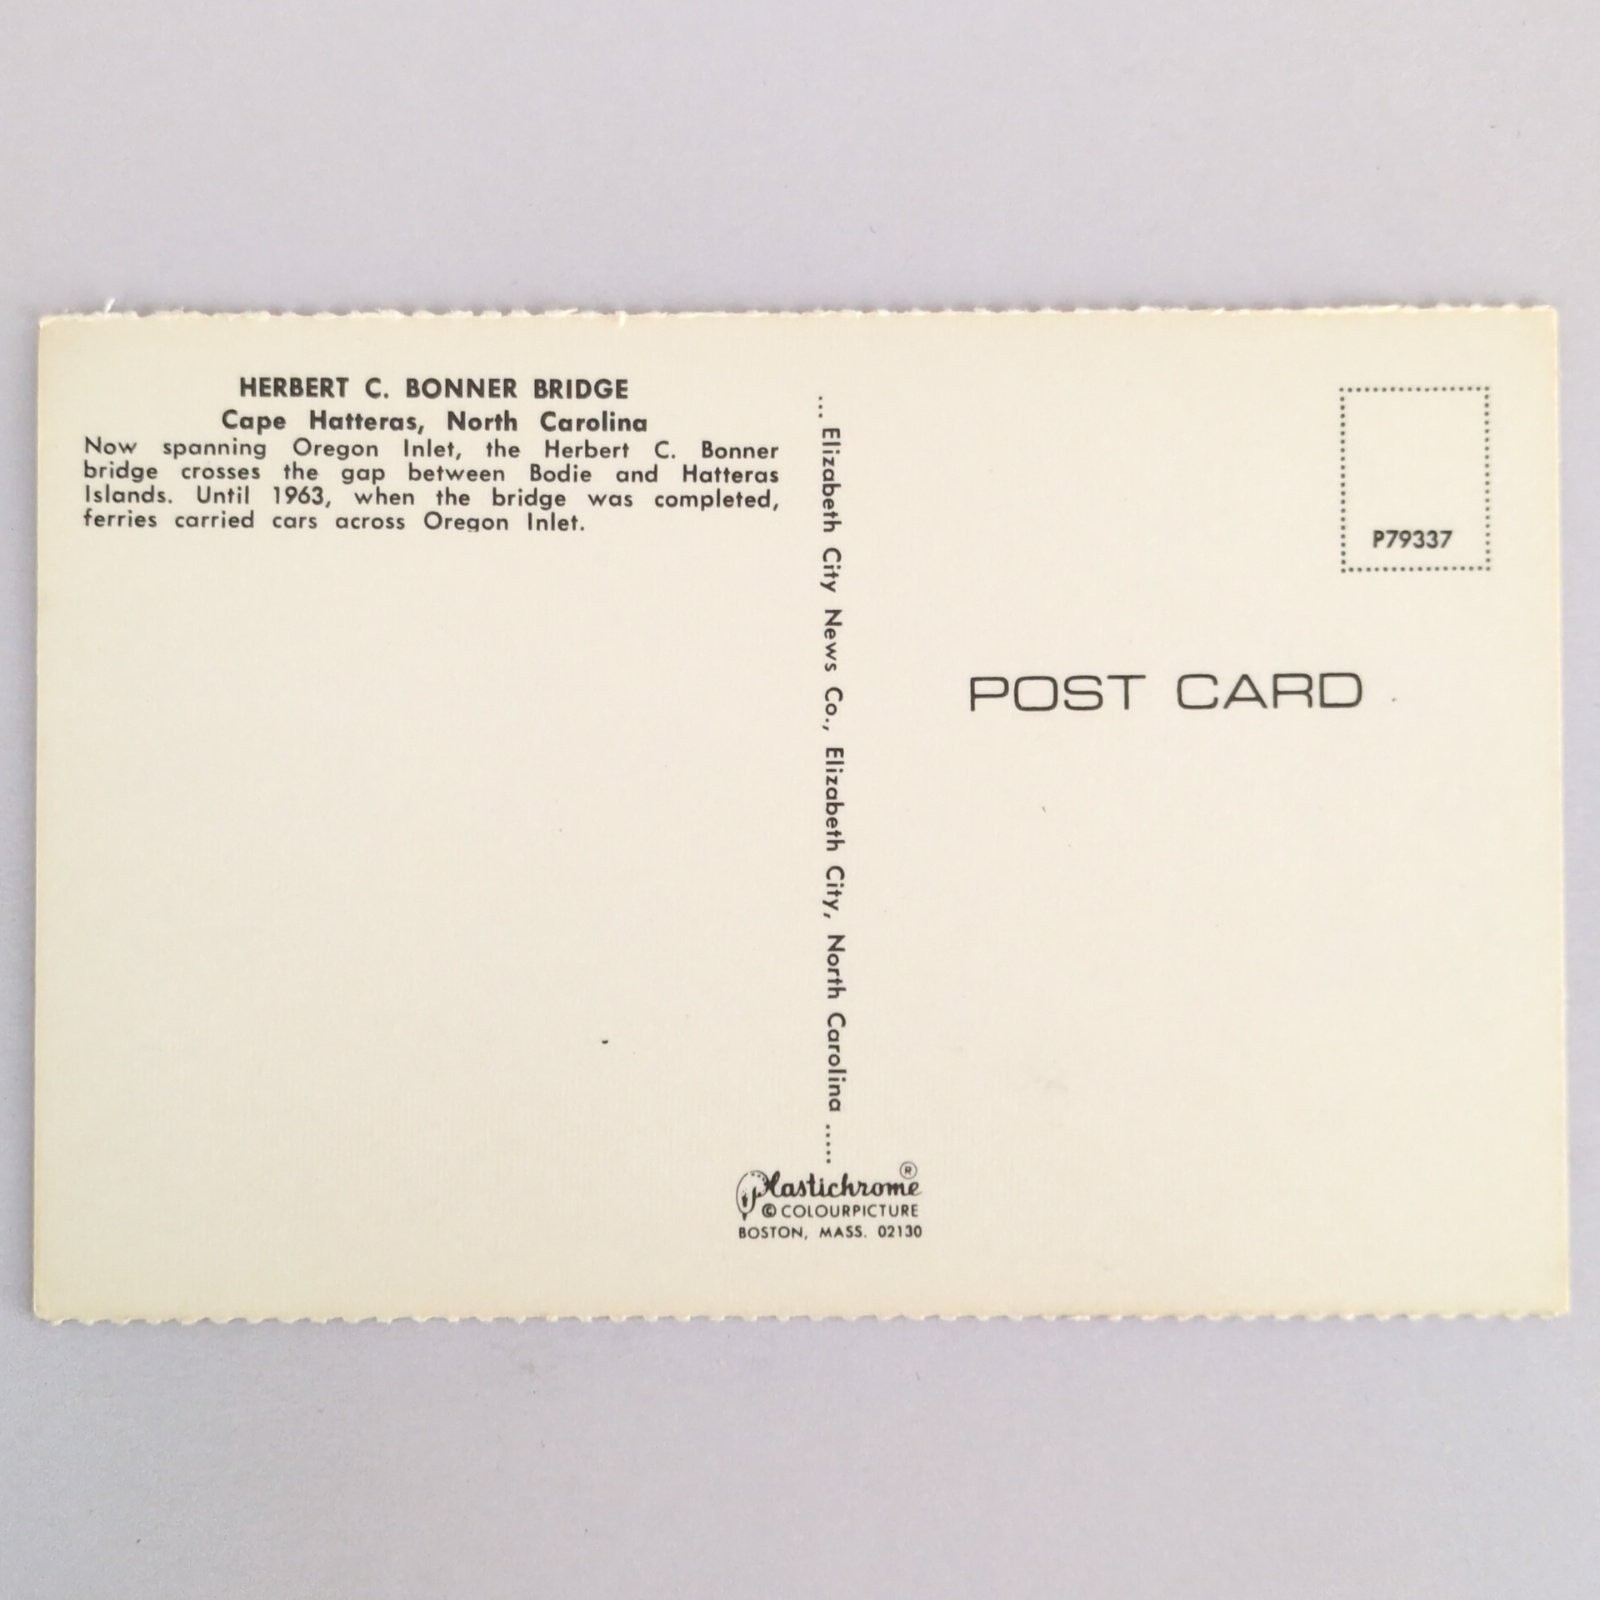 HERBERT C. BONNER BRIDGE
Cape Hatteras, North Carolina
Now spanning Oregon Inlet, the Herbert C. Bonner
bridge crosses the gap between Bodie and Hatteras
Islands. Until 1963, when the bridge was completed,
ferries carried cars across Oregon Inlet.
... Elizabeth City News Co., Elizabeth City, North Carolina .....
P79337
POST CARD
Plastichrome ®
© COLOURPICTURE
BOSTON, MASS. 02130